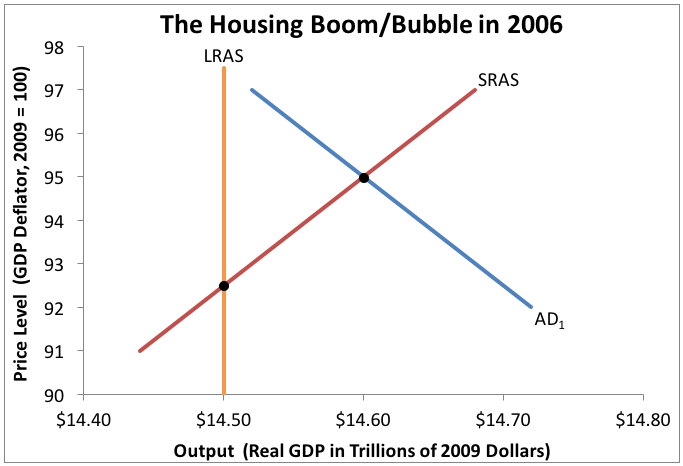 The Housing Boom/Bubble in 2006
Price Level (GDP Deflator, 2009 = 100)
98
97
96
95
94
93
92
91
90
LRAS
SRAS
AD₁
$14.40 $14.50 $14.60 $14.70 $14.80
Output (Real GDP in Trillions of 2009 Dollars)